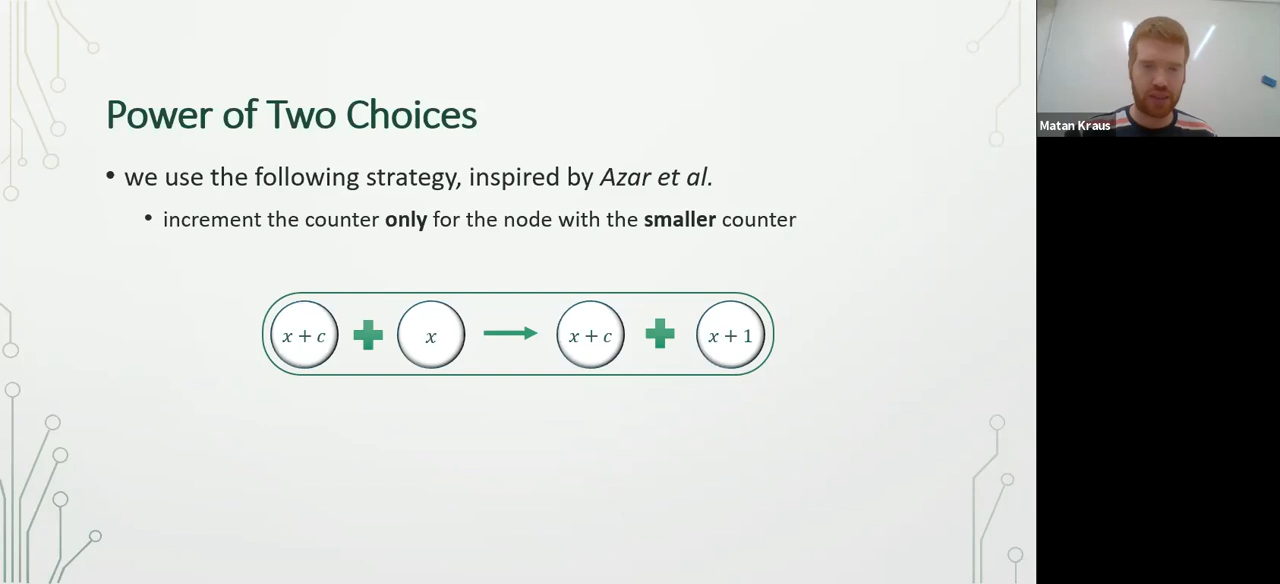 Power of Two Choices
• we use the following strategy, inspired by Azar et al.
• increment the counter only for the node with the smaller counter
x + c + x → x + c + x + 1
Matan Kraus